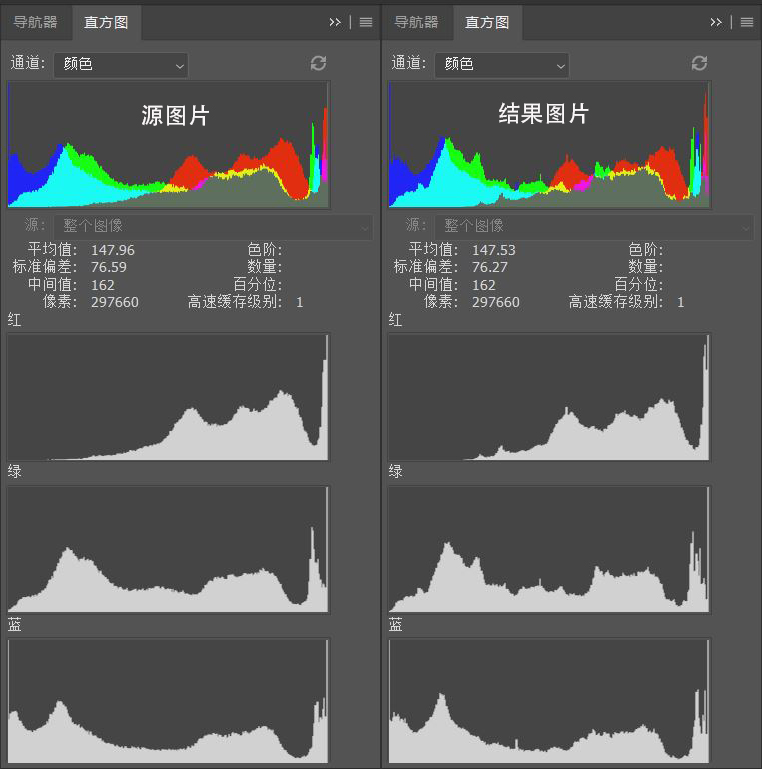 导航器 直方图
通道: 颜色
源图片
源: 整个图像
平均值: 147.96 色阶:
标准偏差: 76.59 数量:
中间值: 162 百分位:
像素: 297660 高速缓存级别: 1
红
绿
蓝
导航器 直方图
通道: 颜色
结果图片
源: 整个图像
平均值: 147.53 色阶:
标准偏差: 76.27 数量:
中间值: 162 百分位:
像素: 297660 高速缓存级别: 1
红
绿
蓝